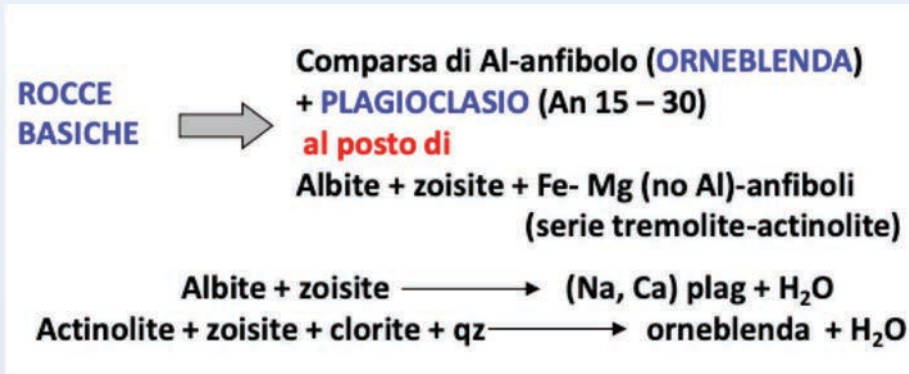 ROCCE
BASICHE
Comparsa di Al-anfibolo (ORNEBLENDA)
+ PLAGIOCLASIO (An 15 – 30)
al posto di
Albite + zoisite + Fe- Mg (no Al)-anfiboli
(serie tremolite-actinolite)
Albite + zoisite ⟶ (Na, Ca) plag + H₂O
Actinolite + zoisite + clorite + qz ⟶ orneblenda + H₂O